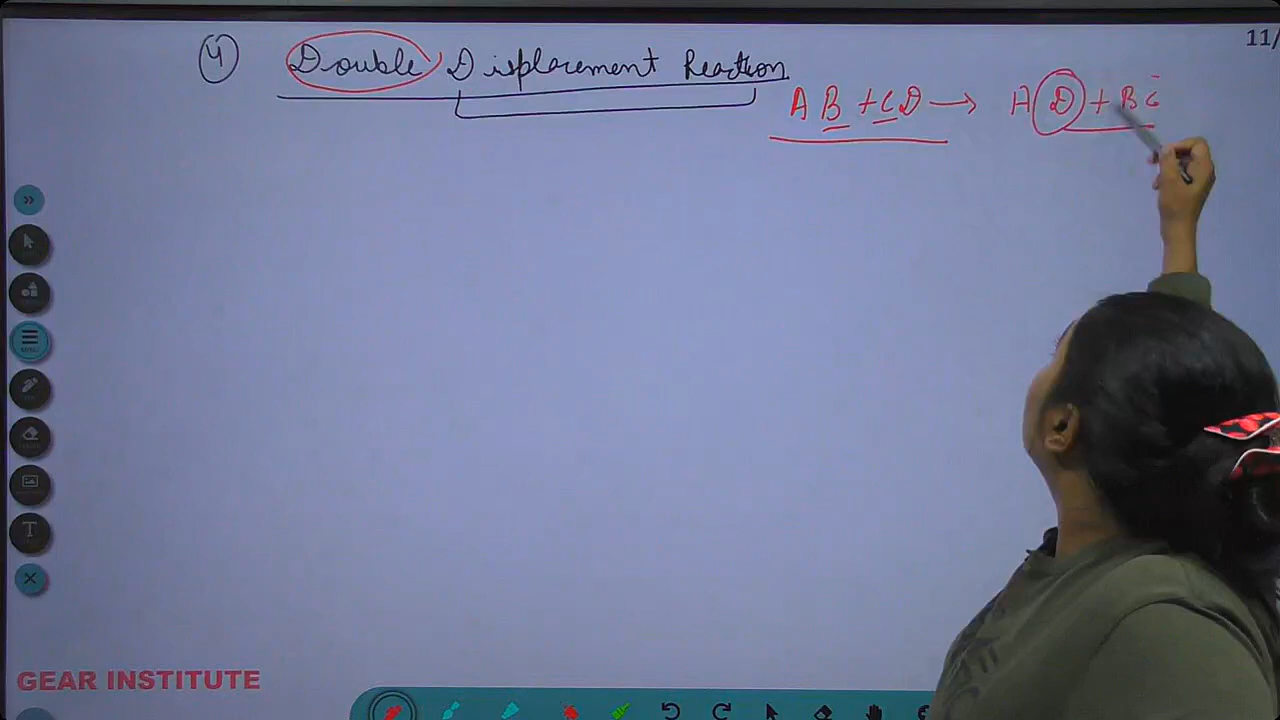 4 Double Displacement Reaction
AB + CD → AD + BC
11/
GEAR INSTITUTE